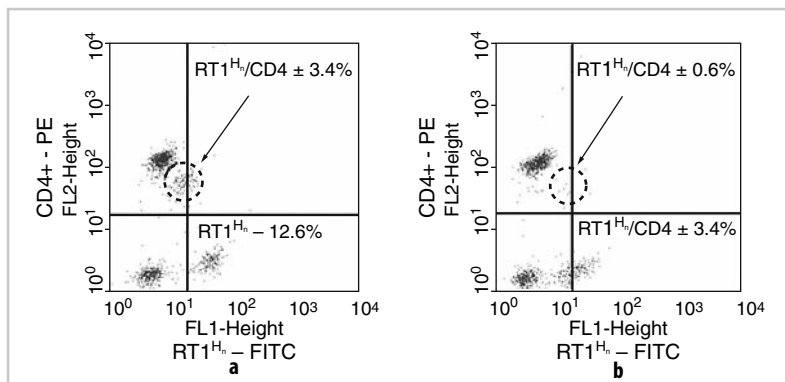 10⁴
10³
10²
10¹
10⁰
CD4+ - PE
FL2-Height
RT1ᴴⁿ/CD4 ± 3.4%
RT1ᴴⁿ – 12.6%
10⁰ 10¹ 10² 10³ 10⁴
FL1-Height
RT1ᴴⁿ – FITC
a
10⁴
10³
10²
10¹
10⁰
CD4+ - PE
FL2-Height
RT1ᴴⁿ/CD4 ± 0.6%
RT1ᴴⁿ/CD4 ± 3.4%
10⁰ 10¹ 10² 10³ 10⁴
FL1-Height
RT1ᴴⁿ – FITC
b